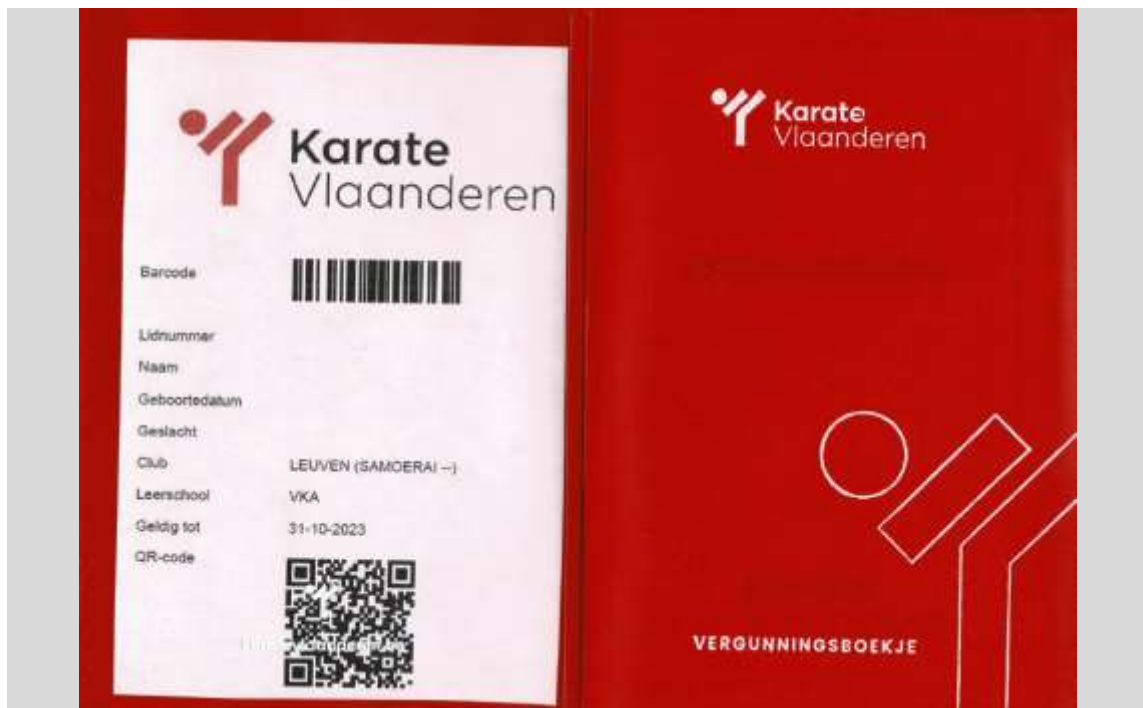 Karate
Vlaanderen
Barcode
Lidnummer
Naam
Geboortedatum
Geslacht
Club LEUVEN (SAMOERAI --)
Leerschool VKA
Geldig tot 31-10-2023
QR-code
Karate
Vlaanderen
VERGUNNINGSBOEKJE